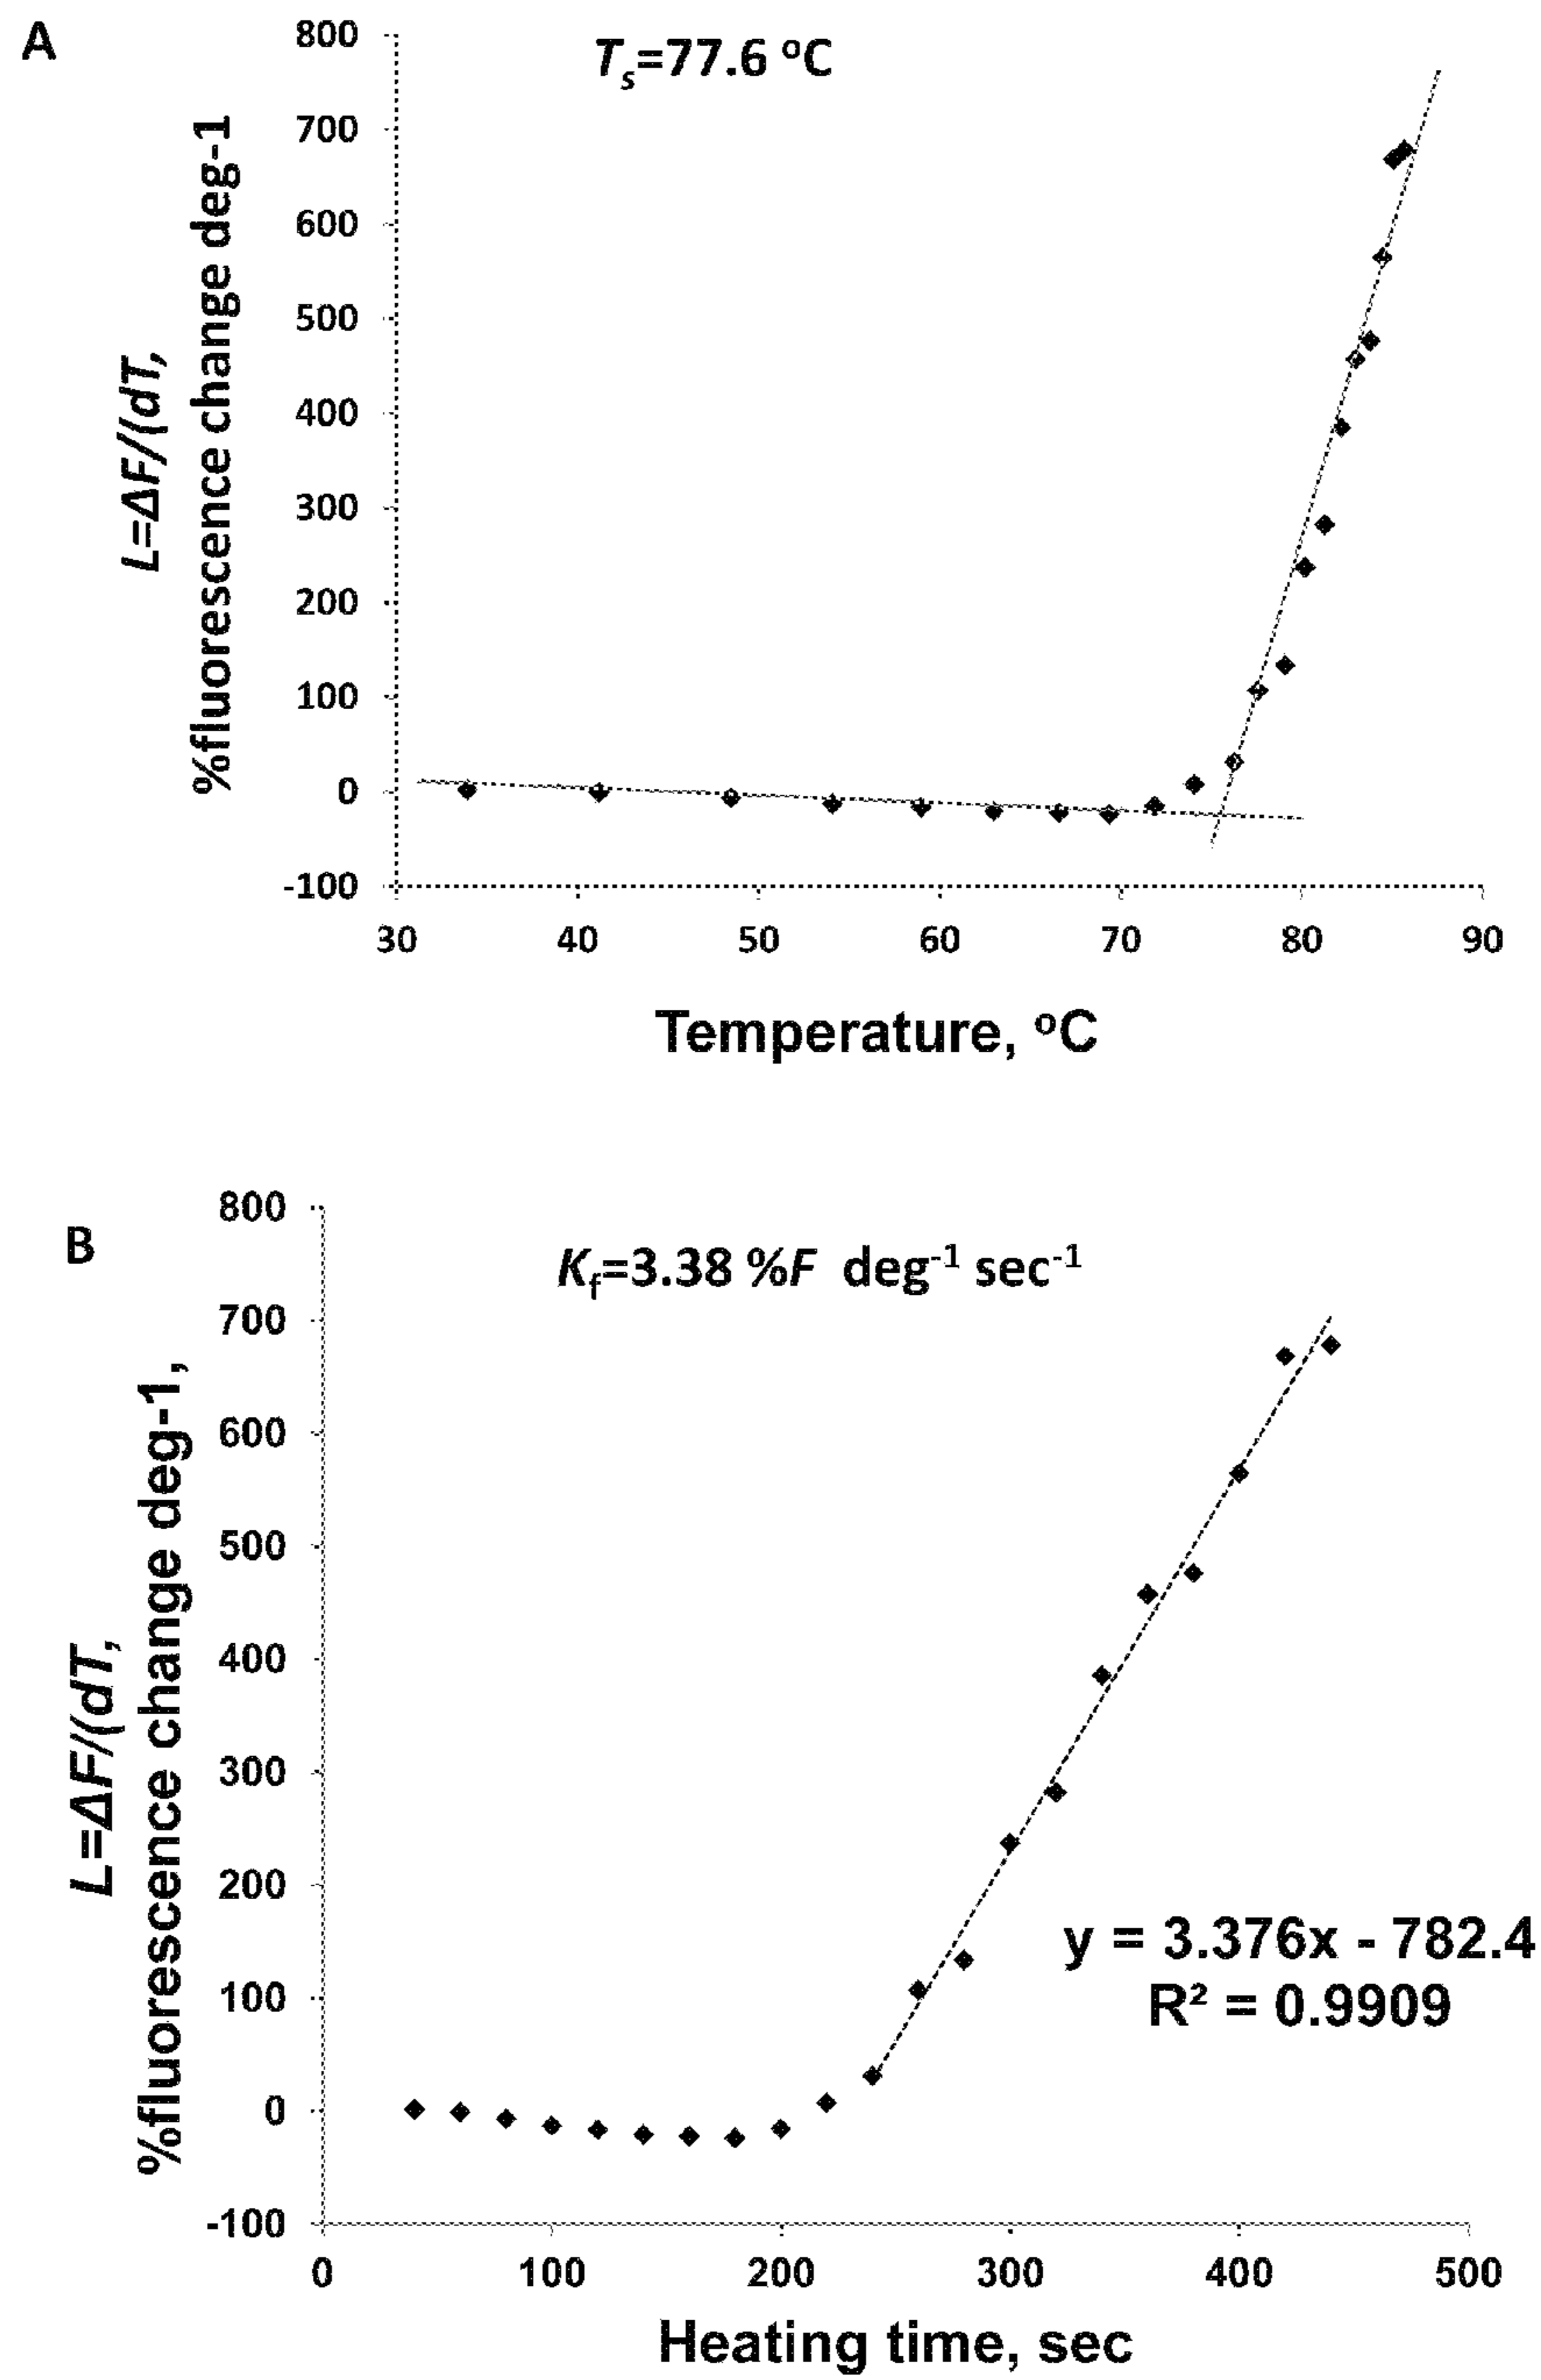 A
T_s=77.6 ºC
800
700
600
500
400
300
200
100
0
-100
L=ΔF/(dT,
%fluorescence change deg-1
30 40 50 60 70 80 90
Temperature, ºC
B
K_f=3.38 %F deg⁻¹ sec⁻¹
800
700
600
500
400
300
200
100
0
-100
L=ΔF/(dT,
%fluorescence change deg-1,
y = 3.376x - 782.4
R² = 0.9909
0 100 200 300 400 500
Heating time, sec